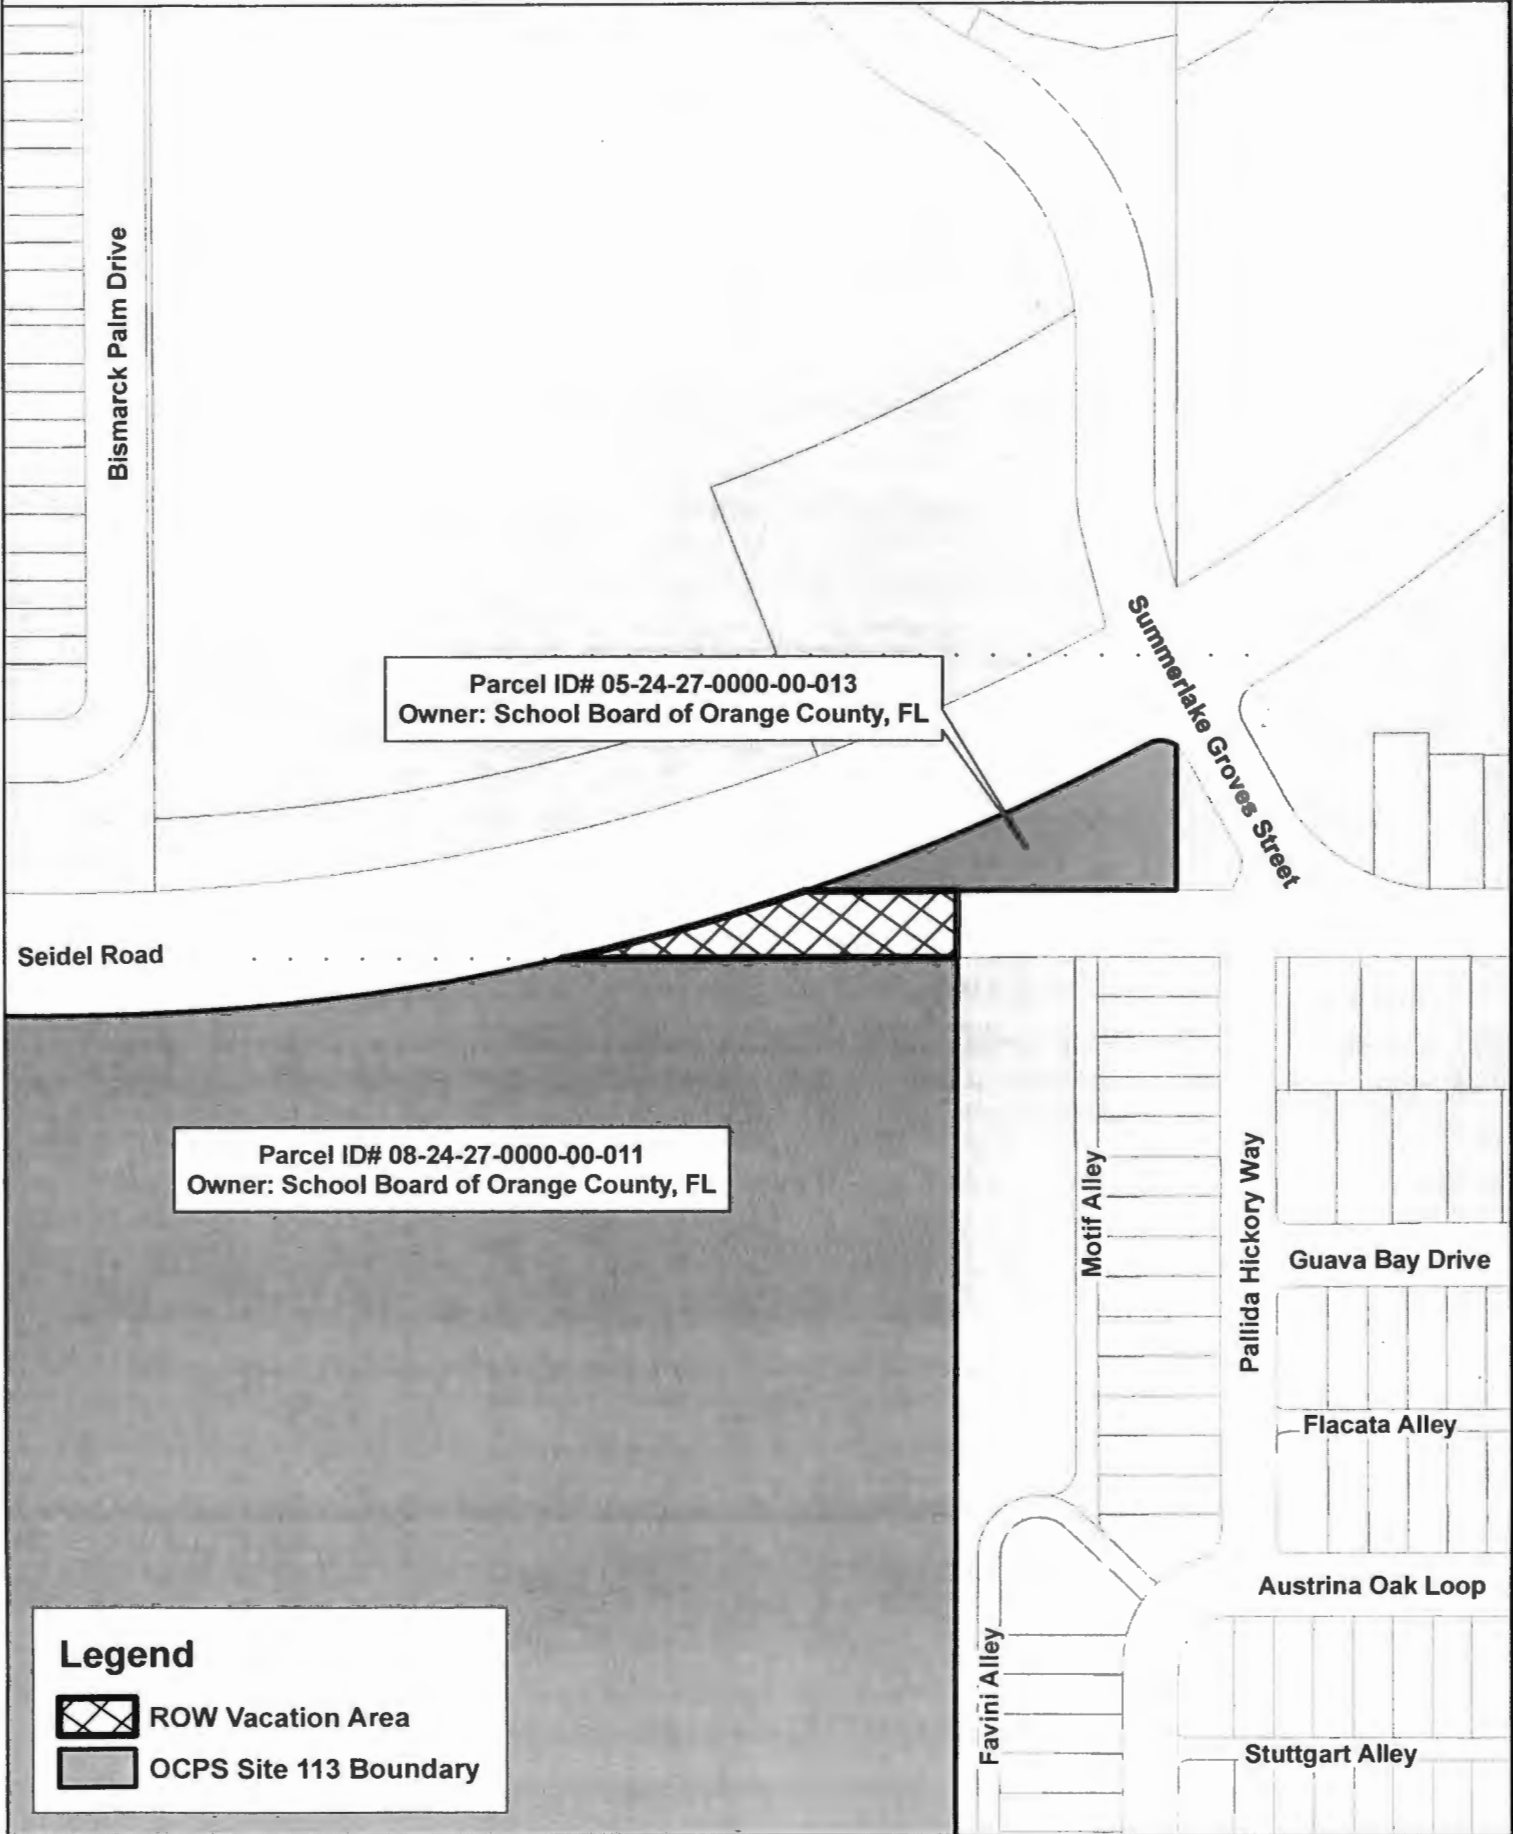 Bismarck Palm Drive
Summerlake Groves Street
Parcel ID# 05-24-27-0000-00-013
Owner: School Board of Orange County, FL
Seidel Road
Parcel ID# 08-24-27-0000-00-011
Owner: School Board of Orange County, FL
Motif Alley
Pallida Hickory Way
Guava Bay Drive
Flacata Alley
Austrina Oak Loop
Favini Alley
Stuttgart Alley
Legend
ROW Vacation Area
OCPS Site 113 Boundary